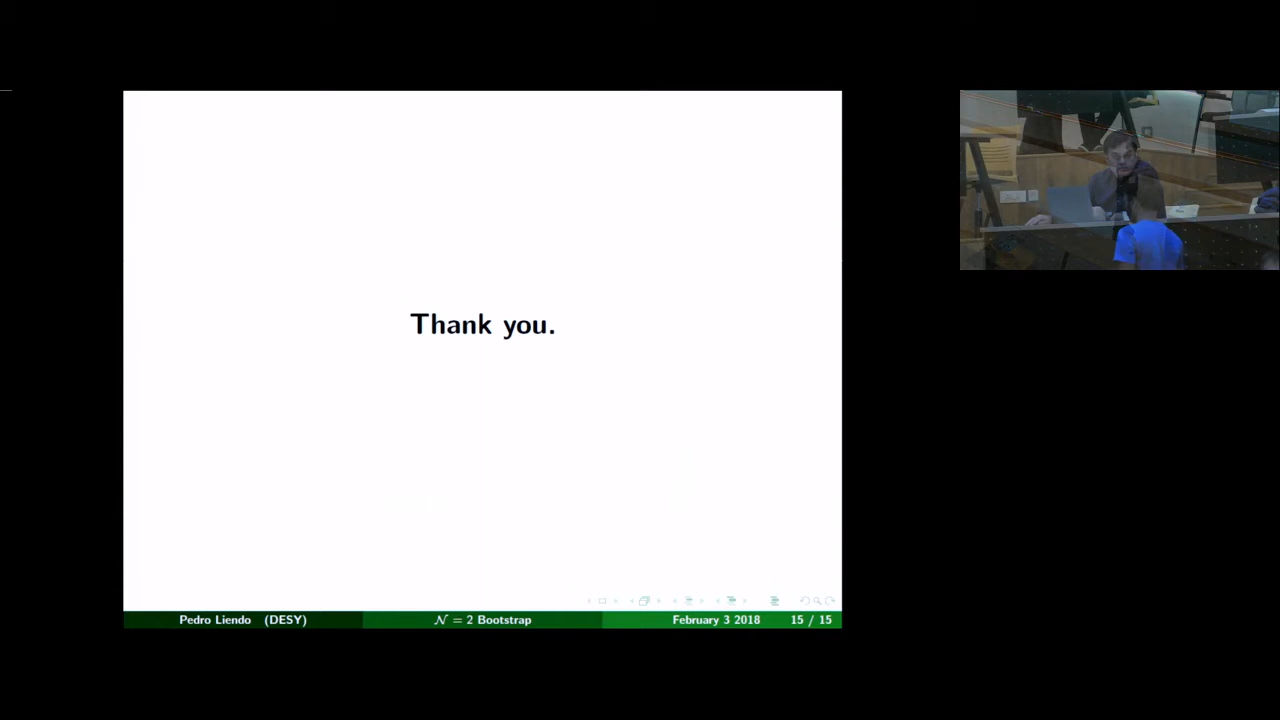 Thank you.
Pedro Liendo (DESY) 𝒩 = 2 Bootstrap February 3 2018 15 / 15